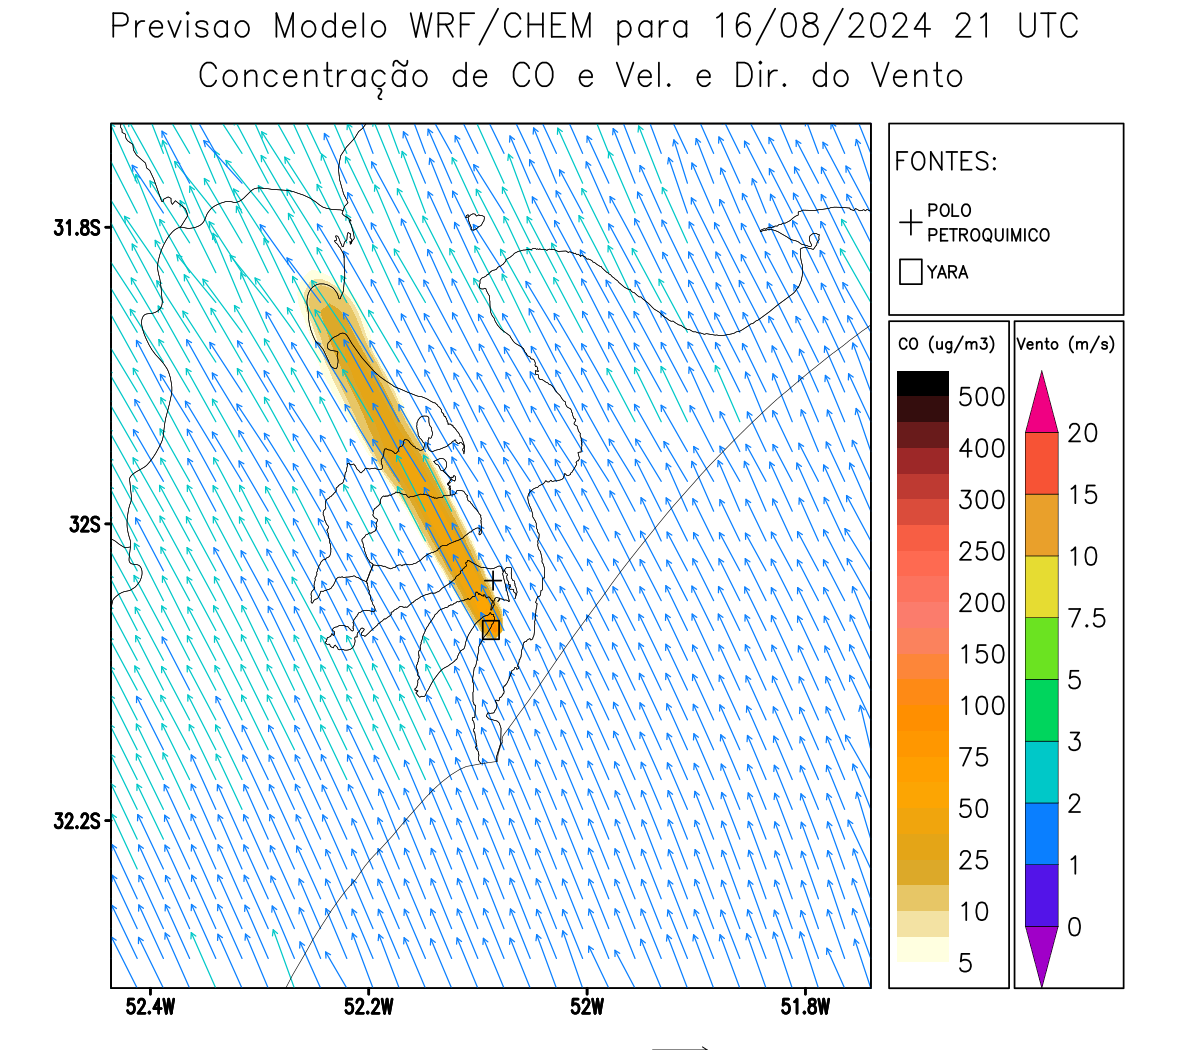 Previsao Modelo WRF/CHEM para 16/08/2024 21 UTC
Concentração de CO e Vel. e Dir. do Vento
FONTES:
POLO
PETROQUIMICO
YARA
31.8S
32S
32.2S
52.4W
52.2W
52W
51.8W
CO (ug/m3)
500
400
300
250
200
150
100
75
50
25
10
5
Vento (m/s)
20
15
10
7.5
5
3
2
1
0